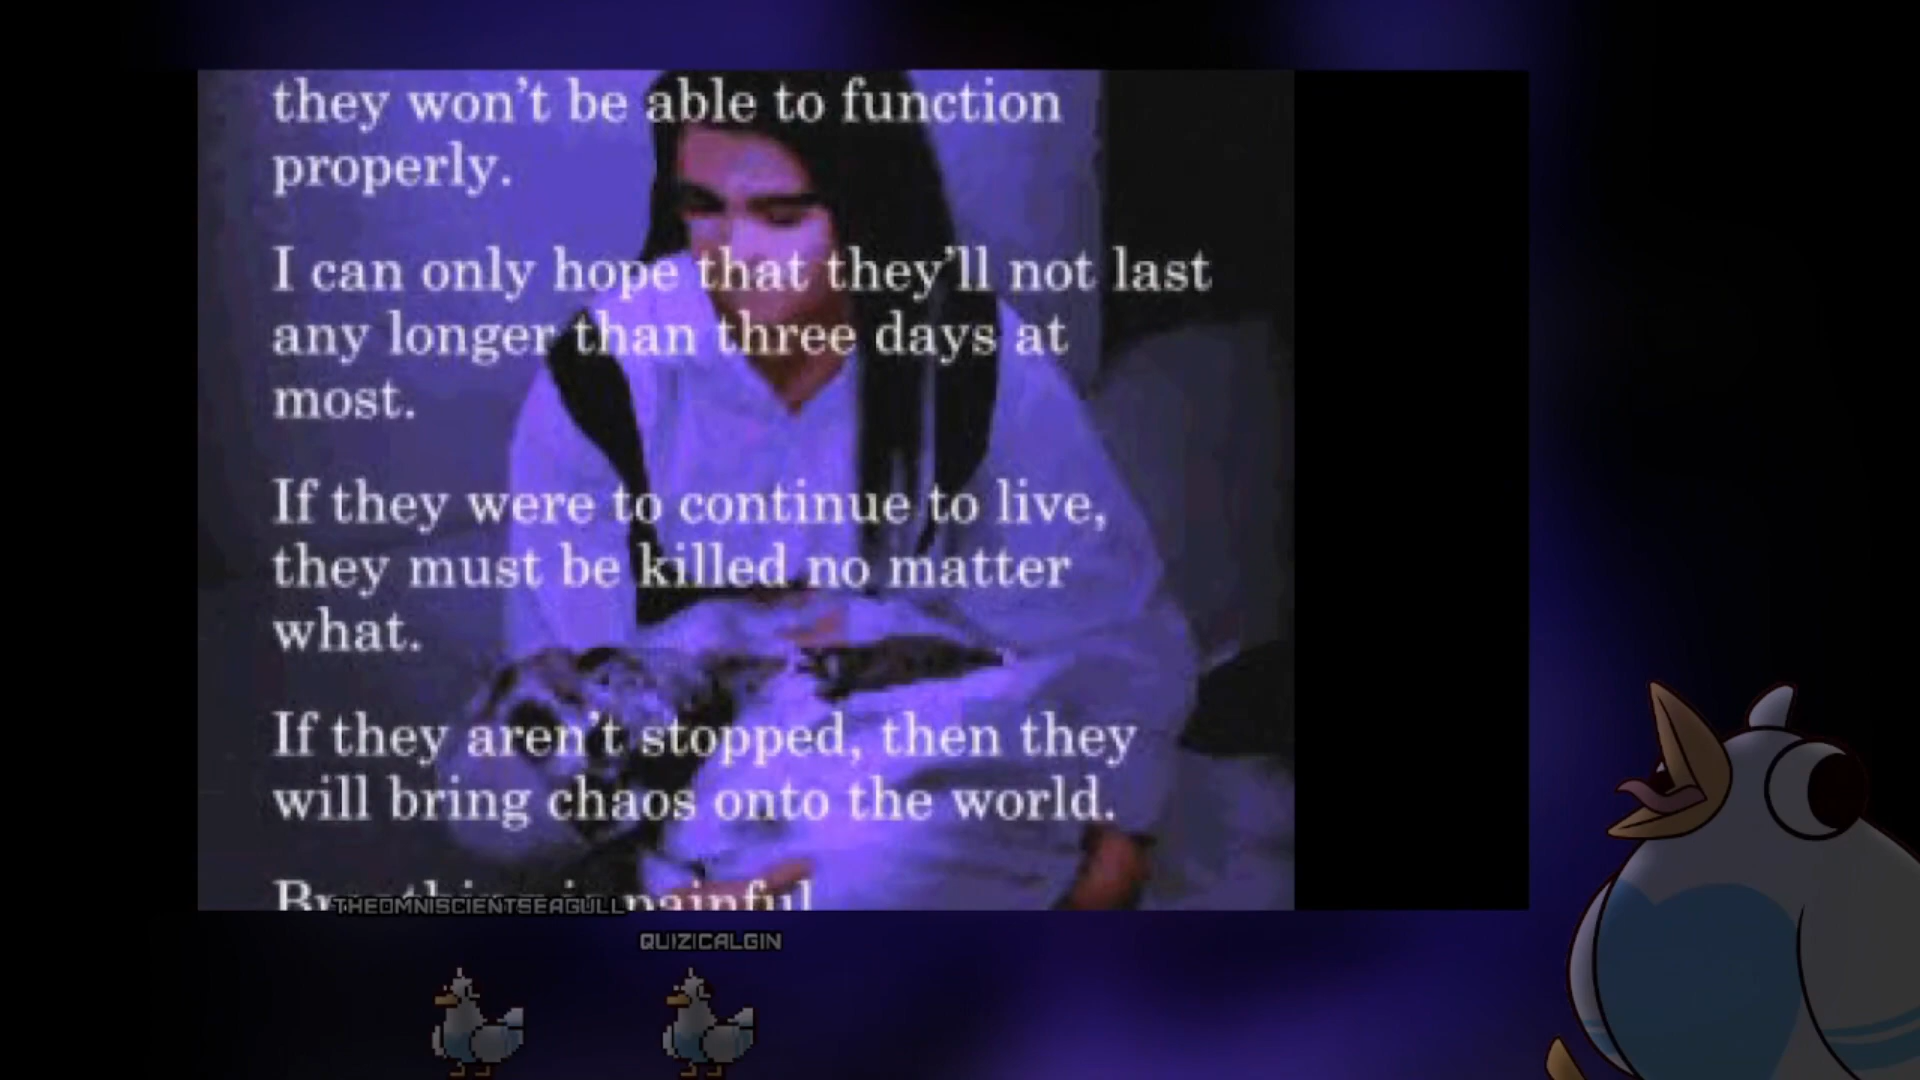 they won't be able to function
properly.
I can only hope that they'll not last
any longer than three days at
most.
If they were to continue to live,
they must be killed no matter
what.
If they aren't stopped, then they
will bring chaos onto the world.
painful
THEOMNISCIENTSEAGULL
QUIZICALGIN